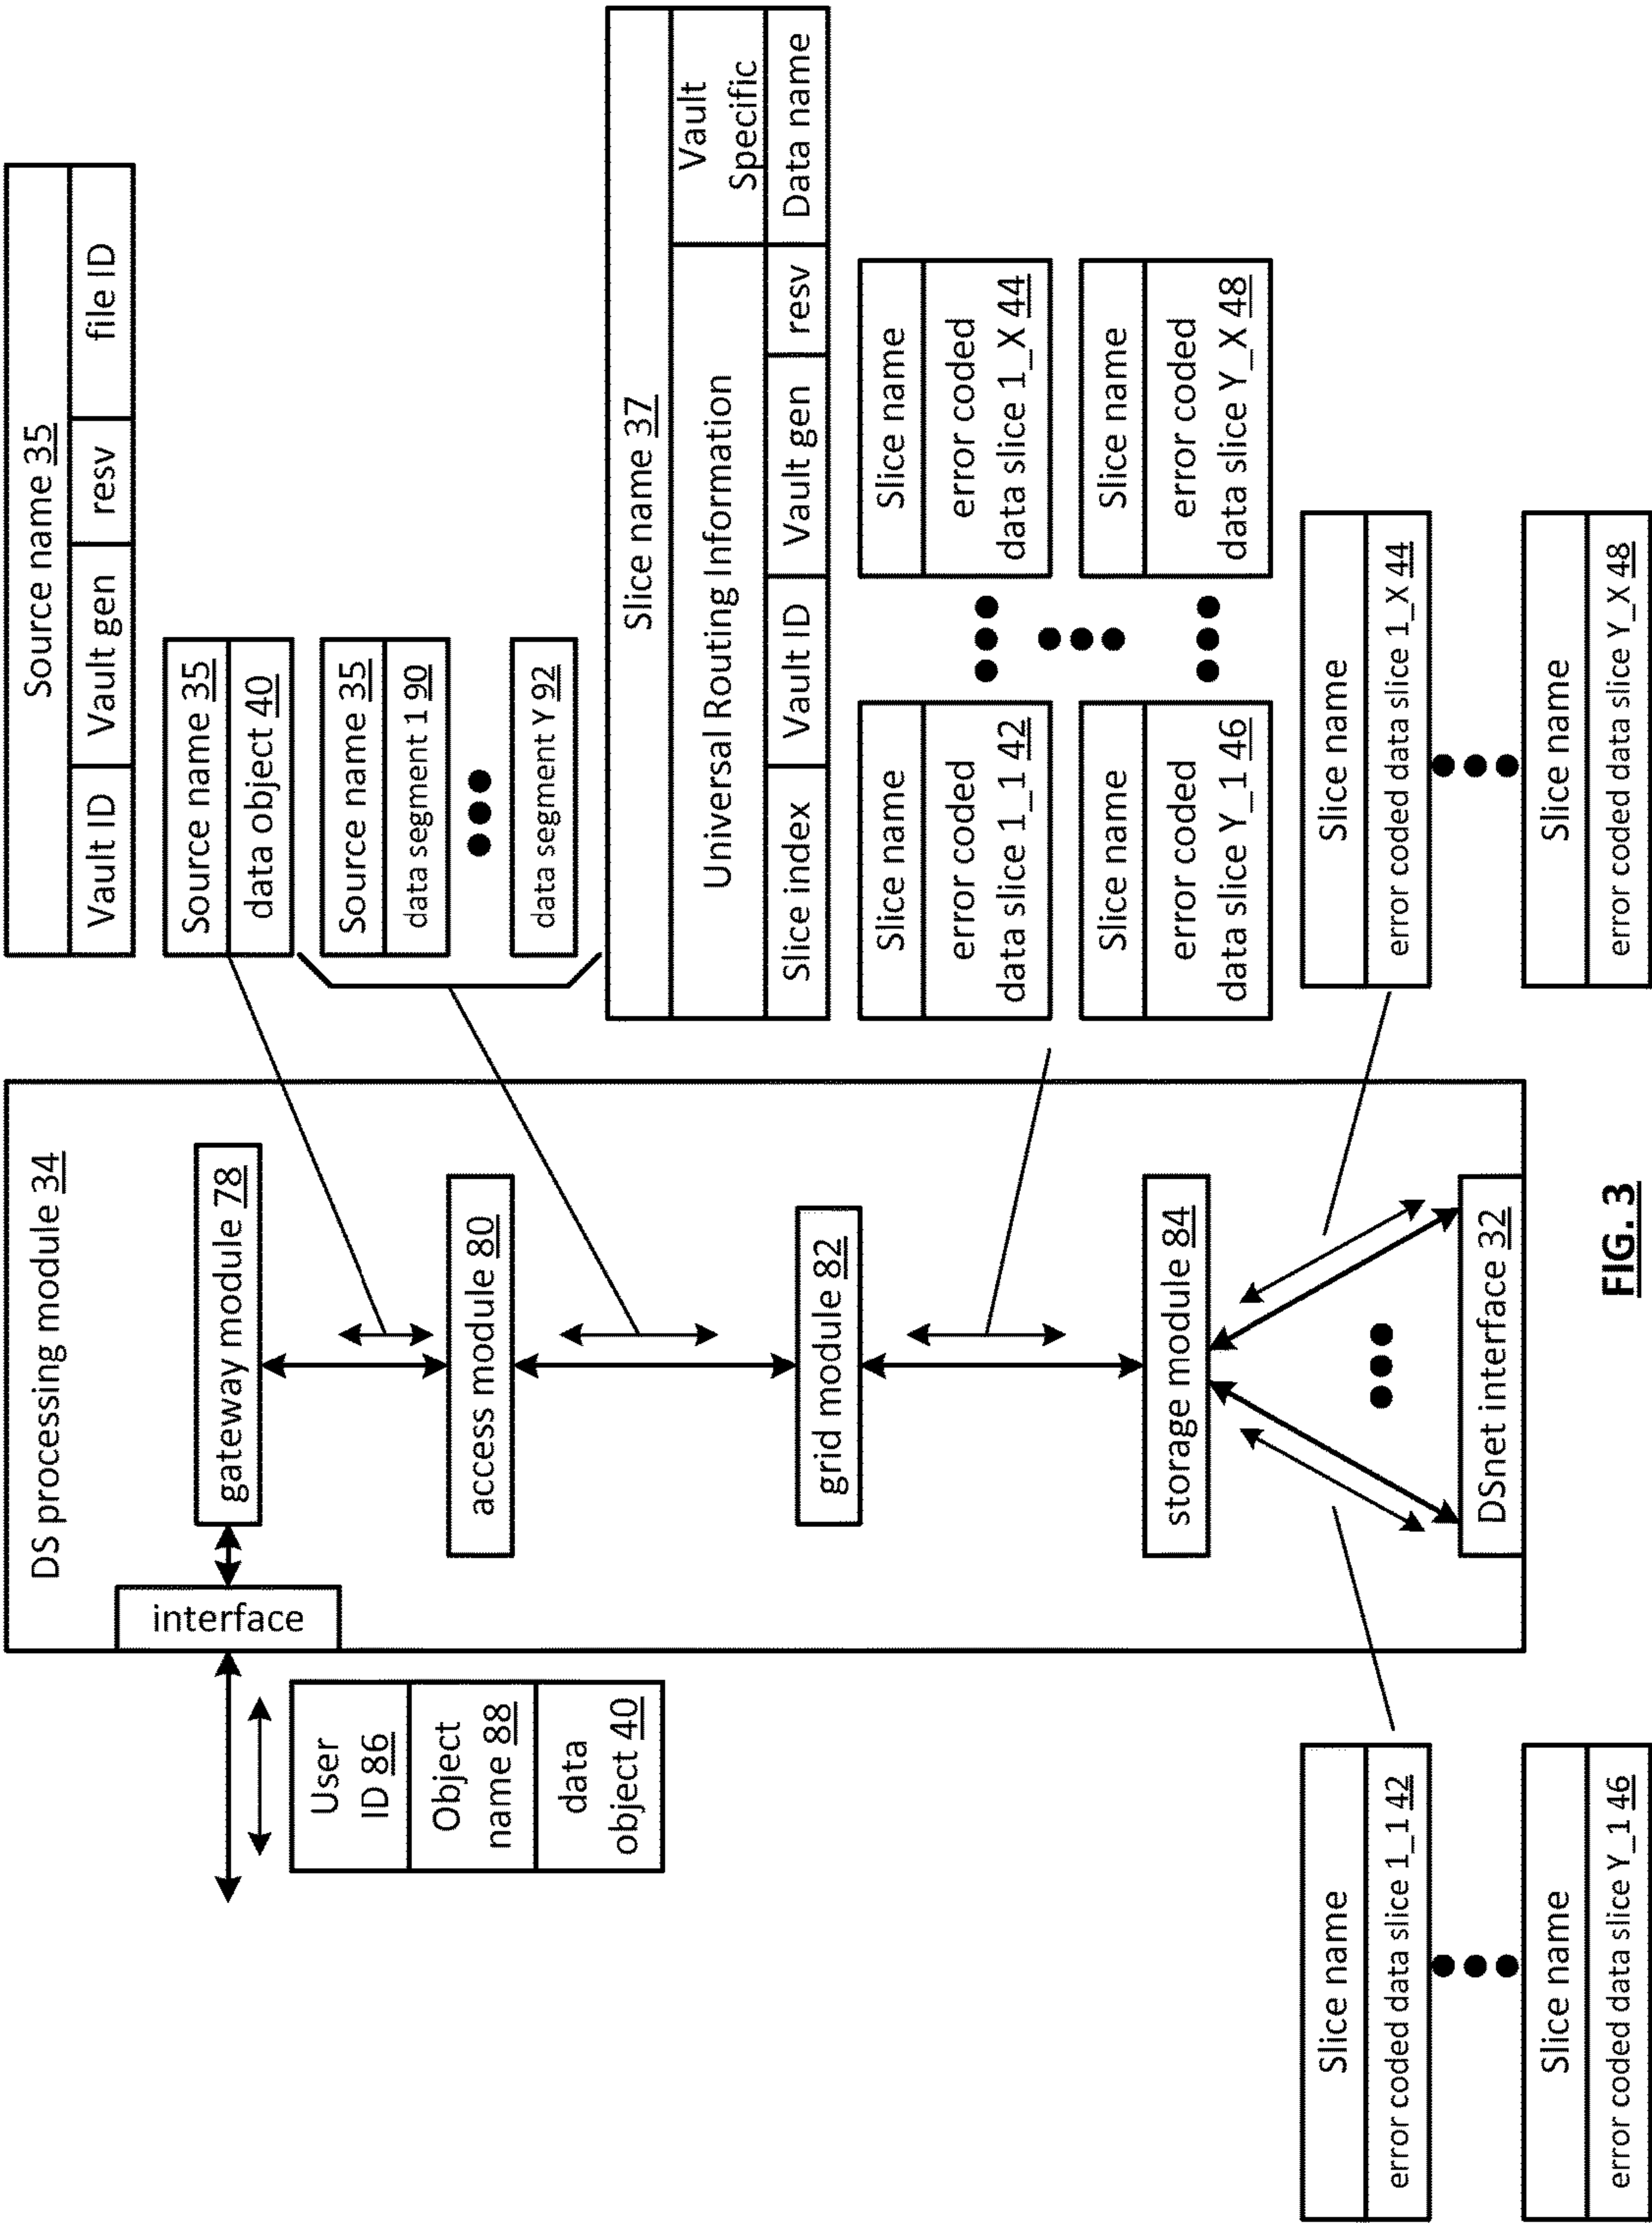 DS processing module 34
interface
gateway module 78
access module 80
grid module 82
storage module 84
DSnet interface 32
User
ID 86
Object
name 88
data
object 40
Source name 35
Vault ID
Vault gen
resv
file ID
Source name 35
data object 40
Source name 35
data segment 1 90
data segment Y 92
Slice name 37
Universal Routing Information
Vault
Specific
Slice index
Vault ID
Vault gen
resv
Data name
Slice name
error coded
data slice 1_1 42
Slice name
error coded
data slice 1_X 44
Slice name
error coded
data slice Y_1 46
Slice name
error coded
data slice Y_X 48
Slice name
error coded data slice 1_1 42
Slice name
error coded data slice Y_1 46
Slice name
error coded data slice 1_X 44
Slice name
error coded data slice Y_X 48
FIG. 3